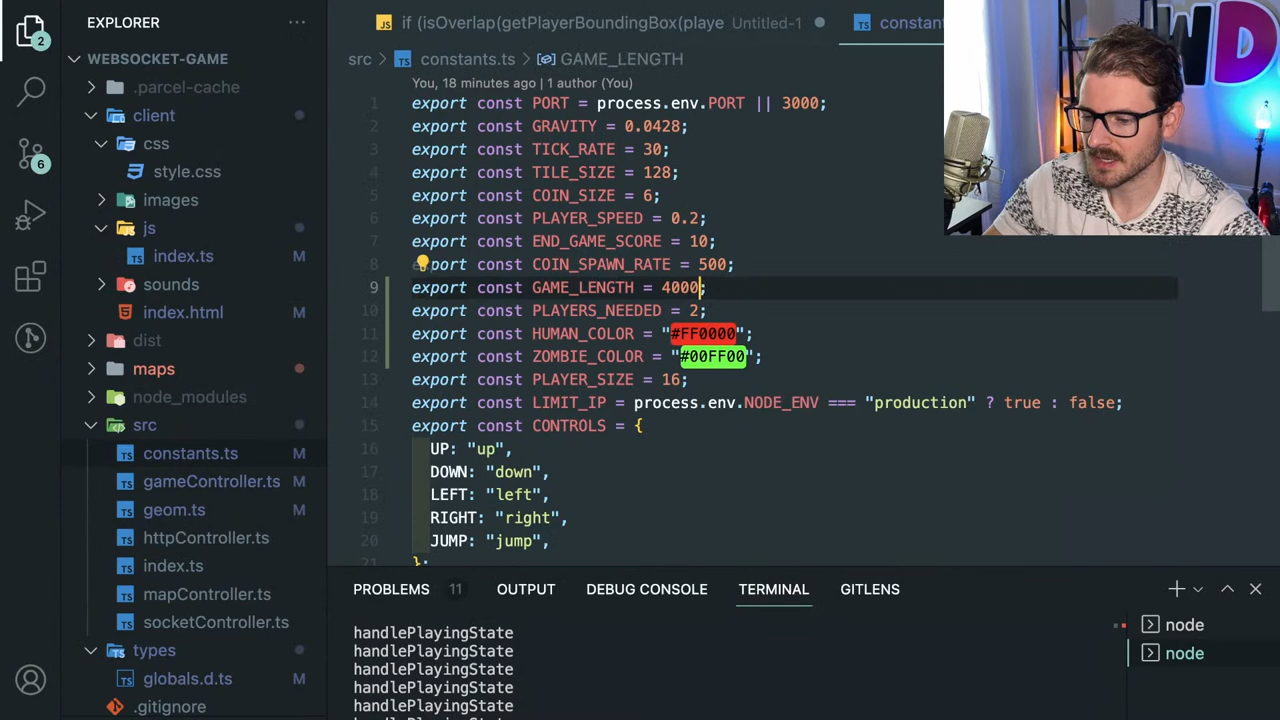 EXPLORER
WEBSOCKET-GAME
.parcel-cache
client
css
style.css
images
js
index.ts
sounds
index.html
dist
maps
node_modules
src
constants.ts M
gameController.ts M
geom.ts M
httpController.ts
index.ts
mapController.ts
socketController.ts
types
globals.d.ts M
.gitignore
2
6
JS if (isOverlap(getPlayerBoundingBox(playe Untitled-1
TS constan
src > TS constants.ts > GAME_LENGTH
You, 18 minutes ago | 1 author (You)
1 export const PORT = process.env.PORT || 3000;
2 export const GRAVITY = 0.0428;
3 export const TICK_RATE = 30;
4 export const TILE_SIZE = 128;
5 export const COIN_SIZE = 6;
6 export const PLAYER_SPEED = 0.2;
7 export const END_GAME_SCORE = 10;
8 export const COIN_SPAWN_RATE = 500;
9 export const GAME_LENGTH = 4000;
10 export const PLAYERS_NEEDED = 2;
11 export const HUMAN_COLOR = "#FF0000";
12 export const ZOMBIE_COLOR = "#00FF00";
13 export const PLAYER_SIZE = 16;
14 export const LIMIT_IP = process.env.NODE_ENV === "production" ? true : false;
15 export const CONTROLS = {
16 UP: "up",
17 DOWN: "down",
18 LEFT: "left",
19 RIGHT: "right",
20 JUMP: "jump",
21 };
PROBLEMS 11 OUTPUT DEBUG CONSOLE TERMINAL GITLENS
handlePlayingState
handlePlayingState
handlePlayingState
handlePlayingState
handlePlayingState
node
node
WD